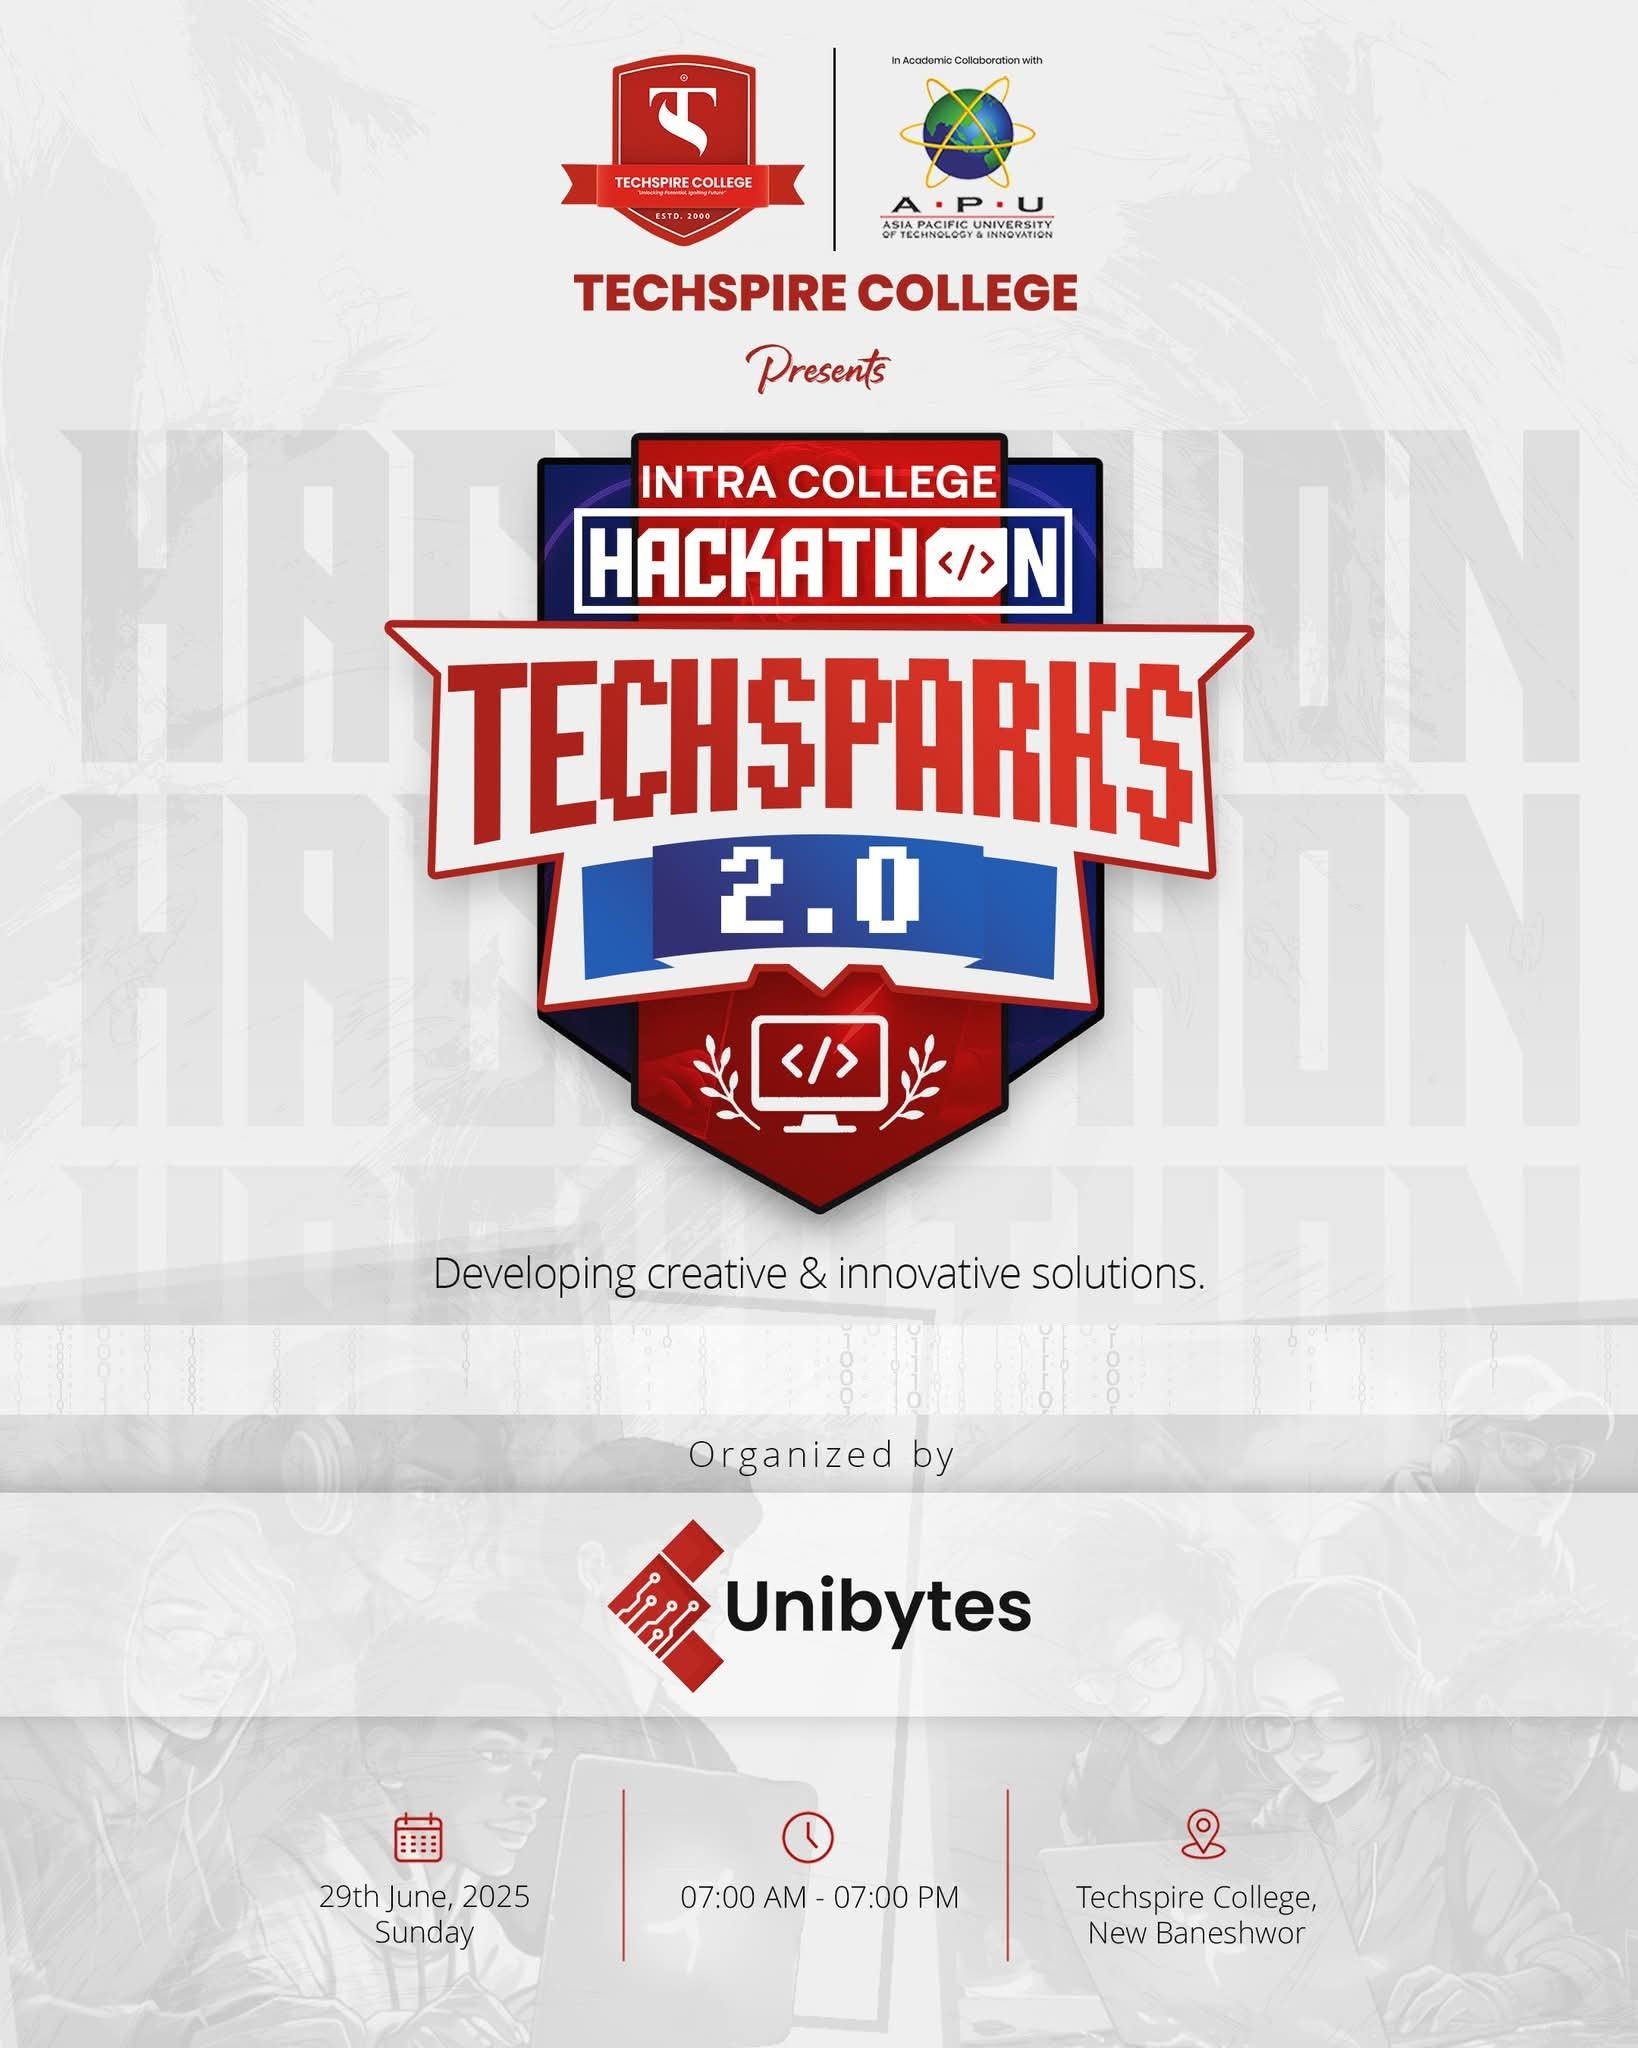 TS
TECHSPIRE COLLEGE
"Unlocking Potential, Igniting Future"
ESTD. 2000
In Academic Collaboration with
A·P·U
ASIA PACIFIC UNIVERSITY
OF TECHNOLOGY & INNOVATION
TECHSPIRE COLLEGE
Presents
INTRA COLLEGE
HACKATH</>N
TECHSPARKS
2.0
</>
Developing creative & innovative solutions.
Organized by
Unibytes
29th June, 2025
Sunday
07:00 AM - 07:00 PM
Techspire College,
New Baneshwor